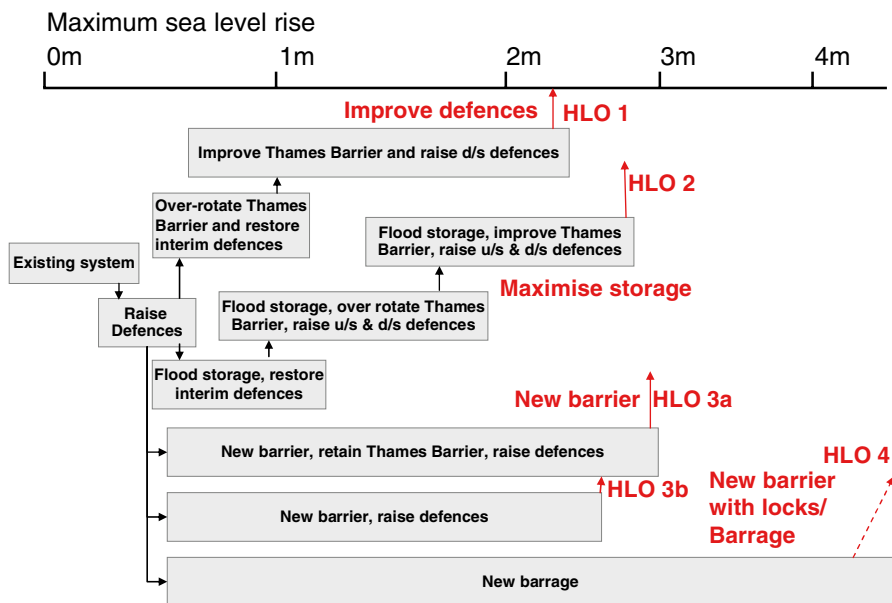 Maximum sea level rise
0m 1m 2m 3m 4m
Improve defences HLO 1
Improve Thames Barrier and raise d/s defences
HLO 2
Over-rotate Thames
Barrier and restore
interim defences
Flood storage, improve Thames
Barrier, raise u/s & d/s defences
Existing system
Maximise storage
Raise
Defences
Flood storage, over rotate Thames
Barrier, raise u/s & d/s defences
Flood storage, restore
interim defences
New barrier HLO 3a
New barrier, retain Thames Barrier, raise defences
HLO 4
New barrier
with locks/
Barrage
HLO 3b
New barrier, raise defences
New barrage